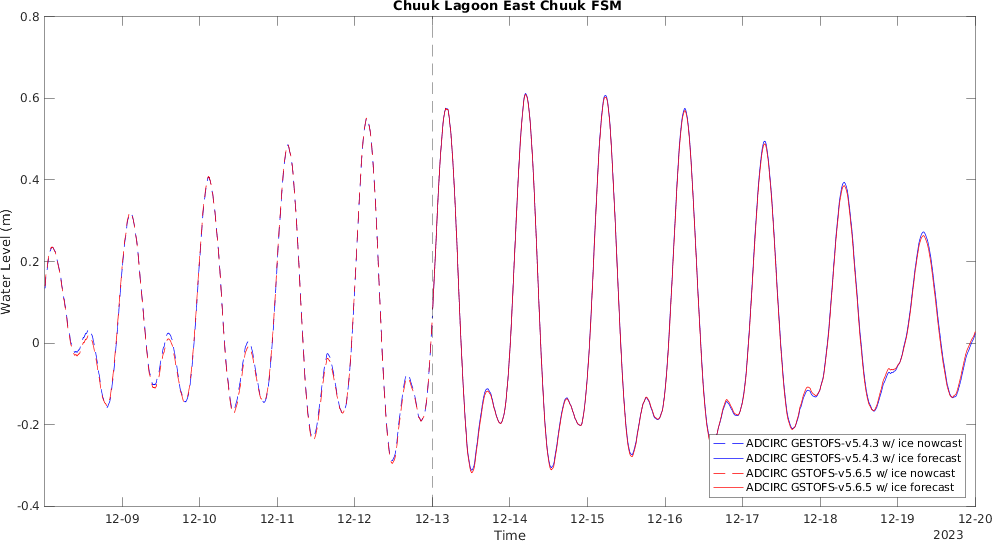 Chuuk Lagoon East Chuuk FSM
0.8
0.6
0.4
0.2
0
-0.2
-0.4
Water Level (m)
12-09 12-10 12-11 12-12 12-13 12-14 12-15 12-16 12-17 12-18 12-19 12-20
Time
2023
ADCIRC GESTOFS-v5.4.3 w/ ice nowcast
ADCIRC GESTOFS-v5.4.3 w/ ice forecast
ADCIRC GSTOFS-v5.6.5 w/ ice nowcast
ADCIRC GSTOFS-v5.6.5 w/ ice forecast